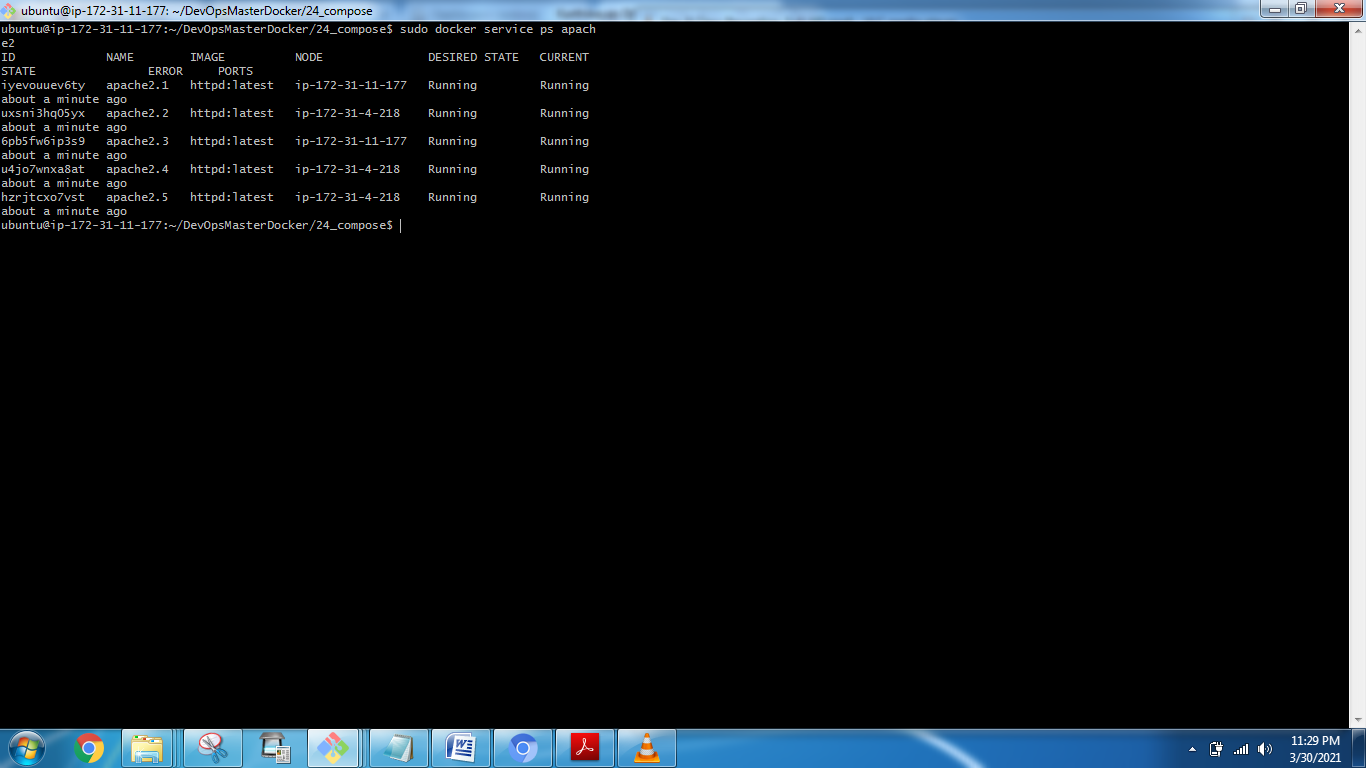 ubuntu@ip-172-31-11-177: ~/DevOpsMasterDocker/24_compose
ubuntu@ip-172-31-11-177:~/DevOpsMasterDocker/24_compose$ sudo docker service ps apach
e2
ID             NAME        IMAGE          NODE               DESIRED STATE   CURRENT
STATE                ERROR     PORTS
iyevouuev6ty   apache2.1   httpd:latest   ip-172-31-11-177   Running         Running
about a minute ago
uxsni3hq05yx   apache2.2   httpd:latest   ip-172-31-4-218    Running         Running
about a minute ago
6pb5fw6ip3s9   apache2.3   httpd:latest   ip-172-31-11-177   Running         Running
about a minute ago
u4jo7wnxa8at   apache2.4   httpd:latest   ip-172-31-4-218    Running         Running
about a minute ago
hzrjtcxo7vst   apache2.5   httpd:latest   ip-172-31-4-218    Running         Running
about a minute ago
ubuntu@ip-172-31-11-177:~/DevOpsMasterDocker/24_compose$
11:29 PM
3/30/2021